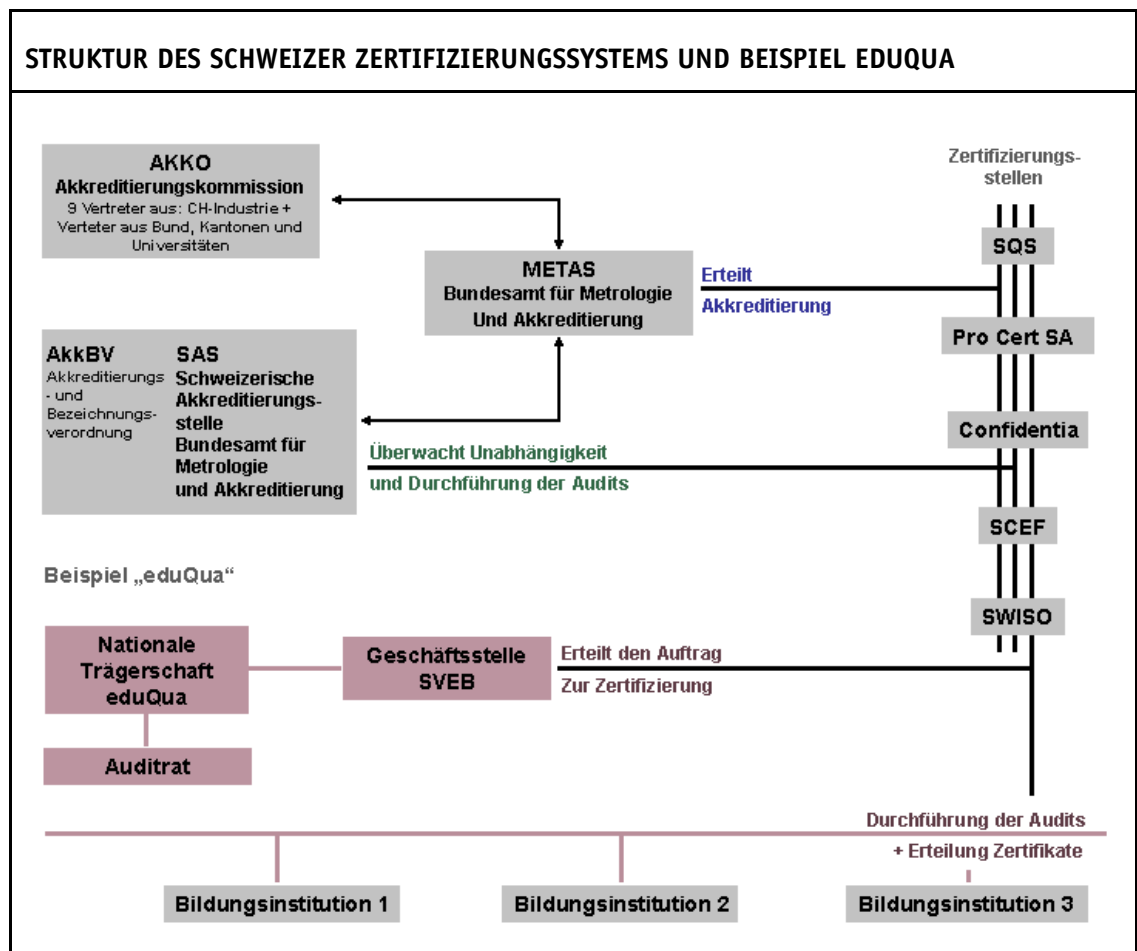 STRUKTUR DES SCHWEIZER ZERTIFIZIERUNGSSYSTEMS UND BEISPIEL EDUQUA
AKKO
Akkreditierungskommission
9 Vertreter aus: CH-Industrie +
Verteter aus Bund, Kantonen und
Universitäten
Zertifizierungs-
stellen
SQS
METAS
Bundesamt für Metrologie
Und Akkreditierung
Erteilt
Akkreditierung
Pro Cert SA
AkkBV
Akkreditierungs
- und
Bezeichnungs-
verordnung
SAS
Schweizerische
Akkreditierungs-
stelle
Bundesamt für
Metrologie
und Akkreditierung
Confidentia
Überwacht Unabhängigkeit
und Durchführung der Audits
SCEF
Beispiel „eduQua“
SWISO
Nationale
Trägerschaft
eduQua
Geschäftsstelle
SVEB
Erteilt den Auftrag
Zur Zertifizierung
Auditrat
Durchführung der Audits
+ Erteilung Zertifikate
Bildungsinstitution 1
Bildungsinstitution 2
Bildungsinstitution 3